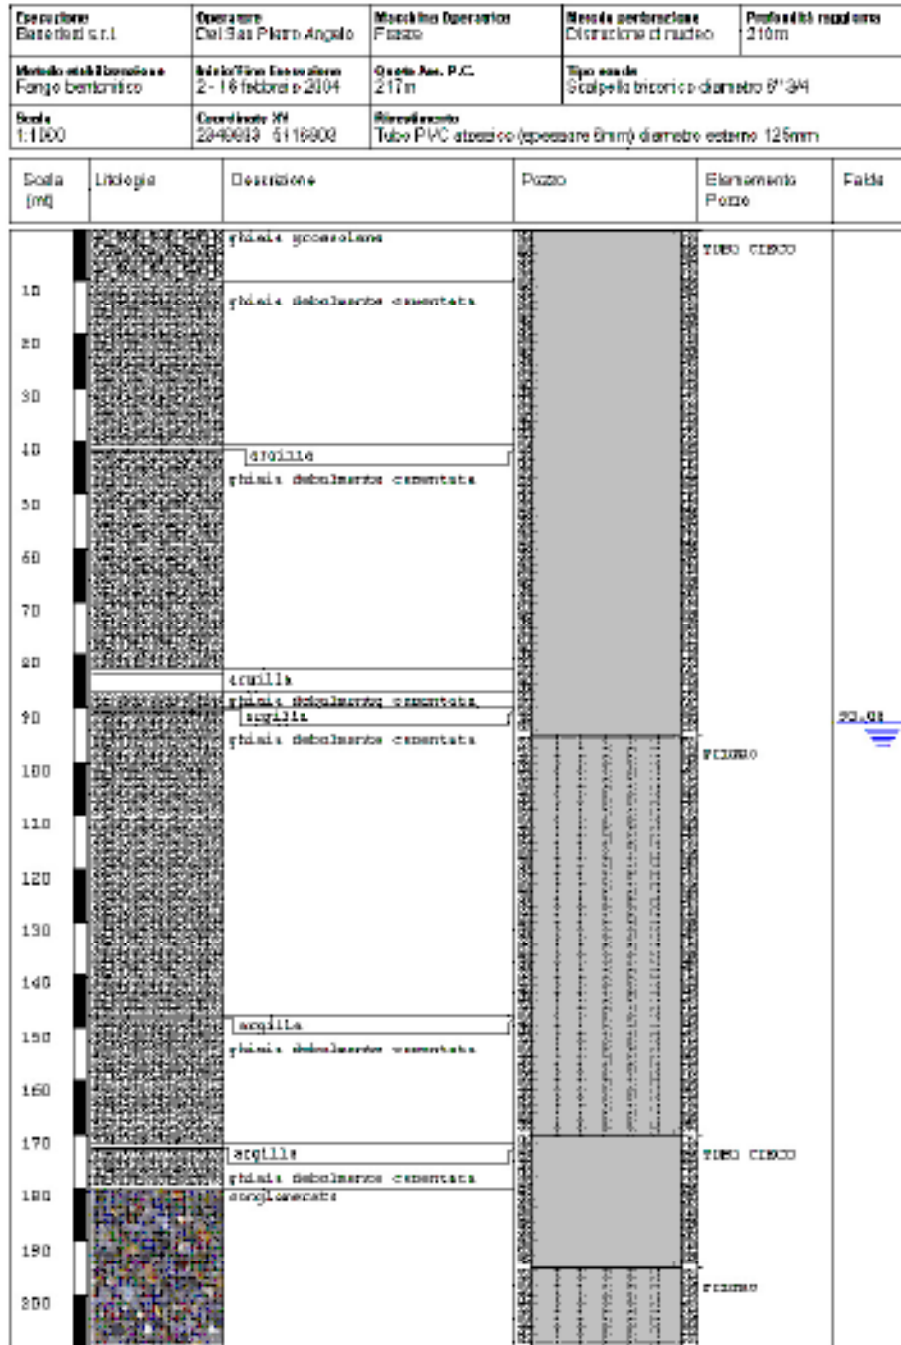 Esecuzione Operatore Macchina Operatrice Metodo perforazione Profondità raggiunta
s.r.l. Del San Pietro Angelo Fraste Distruzione di nucleo 210m
Metodo stabilizzazione Inizio/Fine Esecuzione Quota Ass. P.C. Tipo sonda
Fango bentonitico 2 - 16 febbraio 2004 217m Scalpello triconico diametro 6" 3/4
Scala Coordinate XY Rivestimento
1:1000 Tubo PVC atossico (spessore 6mm) diametro esterno 125mm
Scala Litologia Descrizione Pozzo Elemento Falda
(mt) Pozzo
ghiaia grossolana
TUBO CIECO
10
ghiaia debolmente cementata
20
30
40
argilla
ghiaia debolmente cementata
50
60
70
80
argilla
ghiaia debolmente cementata
90 argilla
ghiaia debolmente cementata
FILTRO
100
110
120
130
140
argilla
150
ghiaia debolmente cementata
160
170
argilla TUBO CIECO
ghiaia debolmente cementata
180 conglomerato
190
FILTRO
200